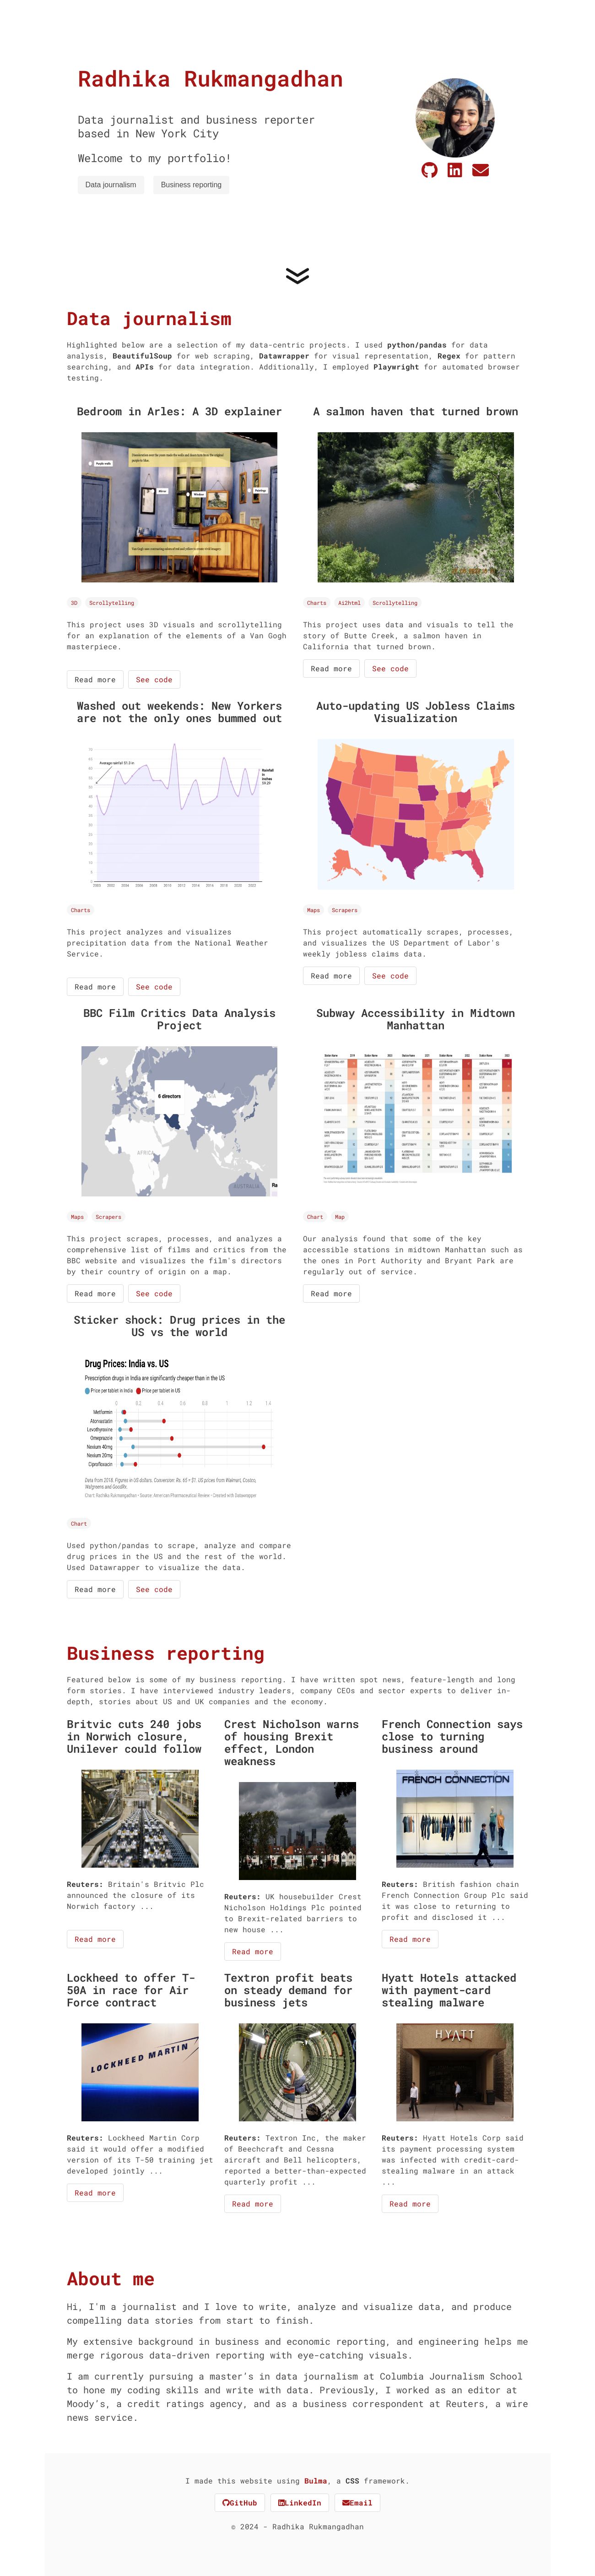 Radhika Rukmangadhan
Data journalist and business reporter
based in New York City
Welcome to my portfolio!
Data journalism
Business reporting
Data journalism
Highlighted below are a selection of my data-centric projects. I used python/pandas for data
analysis, BeautifulSoup for web scraping, Datawrapper for visual representation, Regex for pattern
searching, and APIs for data integration. Additionally, I employed Playwright for automated browser
testing.
Bedroom in Arles: A 3D explainer
3D Scrollytelling
This project uses 3D visuals and scrollytelling
for an explanation of the elements of a Van Gogh
masterpiece.
Read more See code
A salmon haven that turned brown
Charts Ai2html Scrollytelling
This project uses data and visuals to tell the
story of Butte Creek, a salmon haven in
California that turned brown.
Read more See code
Washed out weekends: New Yorkers
are not the only ones bummed out
Charts
This project analyzes and visualizes
precipitation data from the National Weather
Service.
Read more See code
Auto-updating US Jobless Claims
Visualization
Maps Scrapers
This project automatically scrapes, processes,
and visualizes the US Department of Labor's
weekly jobless claims data.
Read more See code
BBC Film Critics Data Analysis
Project
6 directors
AFRICA
Maps Scrapers
This project scrapes, processes, and analyzes a
comprehensive list of films and critics from the
BBC website and visualizes the film's directors
by their country of origin on a map.
Read more See code
Subway Accessibility in Midtown
Manhattan
Chart Map
Our analysis found that some of the key
accessible stations in midtown Manhattan such as
the ones in Port Authority and Bryant Park are
regularly out of service.
Read more
Sticker shock: Drug prices in the
US vs the world
Drug Prices: India vs. US
Prescription drugs in India are significantly cheaper than in the US
Price per tablet in India Price per tablet in US
0 0.2 0.4 0.6 0.8 1 1.2 1.4
Metformin
Atorvastatin
Levothyroxine
Omeprazole
Nexium 40mg
Nexium 20mg
Ciprofloxacin
Chart
Used python/pandas to scrape, analyze and compare
drug prices in the US and the rest of the world.
Used Datawrapper to visualize the data.
Read more See code
Business reporting
Featured below is some of my business reporting. I have written spot news, feature-length and long
form stories. I have interviewed industry leaders, company CEOs and sector experts to deliver in-
depth, stories about US and UK companies and the economy.
Britvic cuts 240 jobs
in Norwich closure,
Unilever could follow
Reuters: Britain's Britvic Plc
announced the closure of its
Norwich factory ...
Read more
Crest Nicholson warns
of housing Brexit
effect, London
weakness
Reuters: UK housebuilder Crest
Nicholson Holdings Plc pointed
to Brexit-related barriers to
new house ...
Read more
French Connection says
close to turning
business around
FRENCH CONNECTION
Reuters: British fashion chain
French Connection Group Plc said
it was close to returning to
profit and disclosed it ...
Read more
Lockheed to offer T-
50A in race for Air
Force contract
LOCKHEED MARTIN
Reuters: Lockheed Martin Corp
said it would offer a modified
version of its T-50 training jet
developed jointly ...
Read more
Textron profit beats
on steady demand for
business jets
Reuters: Textron Inc, the maker
of Beechcraft and Cessna
aircraft and Bell helicopters,
reported a better-than-expected
quarterly profit ...
Read more
Hyatt Hotels attacked
with payment-card
stealing malware
HYATT
Reuters: Hyatt Hotels Corp said
its payment processing system
was infected with credit-card-
stealing malware in an attack
...
Read more
About me
Hi, I'm a journalist and I love to write, analyze and visualize data, and produce
compelling data stories from start to finish.
My extensive background in business and economic reporting, and engineering helps me
merge rigorous data-driven reporting with eye-catching visuals.
I am currently pursuing a master's in data journalism at Columbia Journalism School
to hone my coding skills and write with data. Previously, I worked as an editor at
Moody's, a credit ratings agency, and as a business correspondent at Reuters, a wire
news service.
I made this website using Bulma, a CSS framework.
GitHub LinkedIn Email
© 2024 - Radhika Rukmangadhan